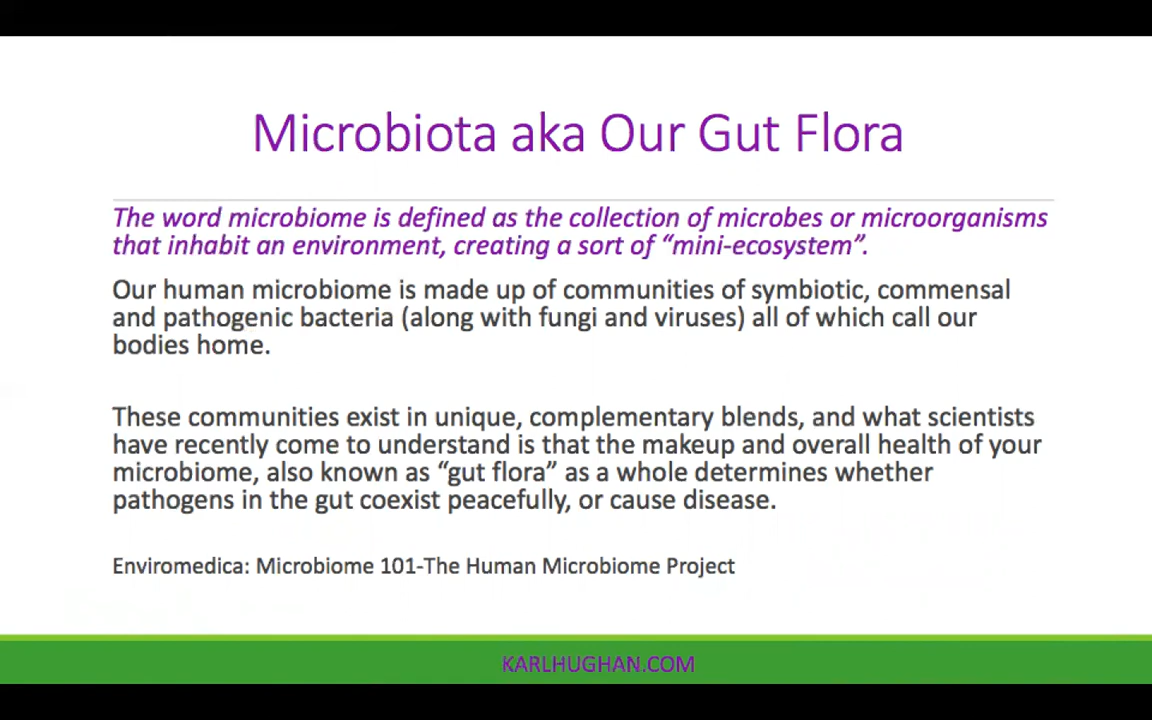 Microbiota aka Our Gut Flora
The word microbiome is defined as the collection of microbes or microorganisms
that inhabit an environment, creating a sort of “mini-ecosystem”.
Our human microbiome is made up of communities of symbiotic, commensal
and pathogenic bacteria (along with fungi and viruses) all of which call our
bodies home.
These communities exist in unique, complementary blends, and what scientists
have recently come to understand is that the makeup and overall health of your
microbiome, also known as “gut flora” as a whole determines whether
pathogens in the gut coexist peacefully, or cause disease.
Enviromedica: Microbiome 101-The Human Microbiome Project
KARLHUGHAN.COM